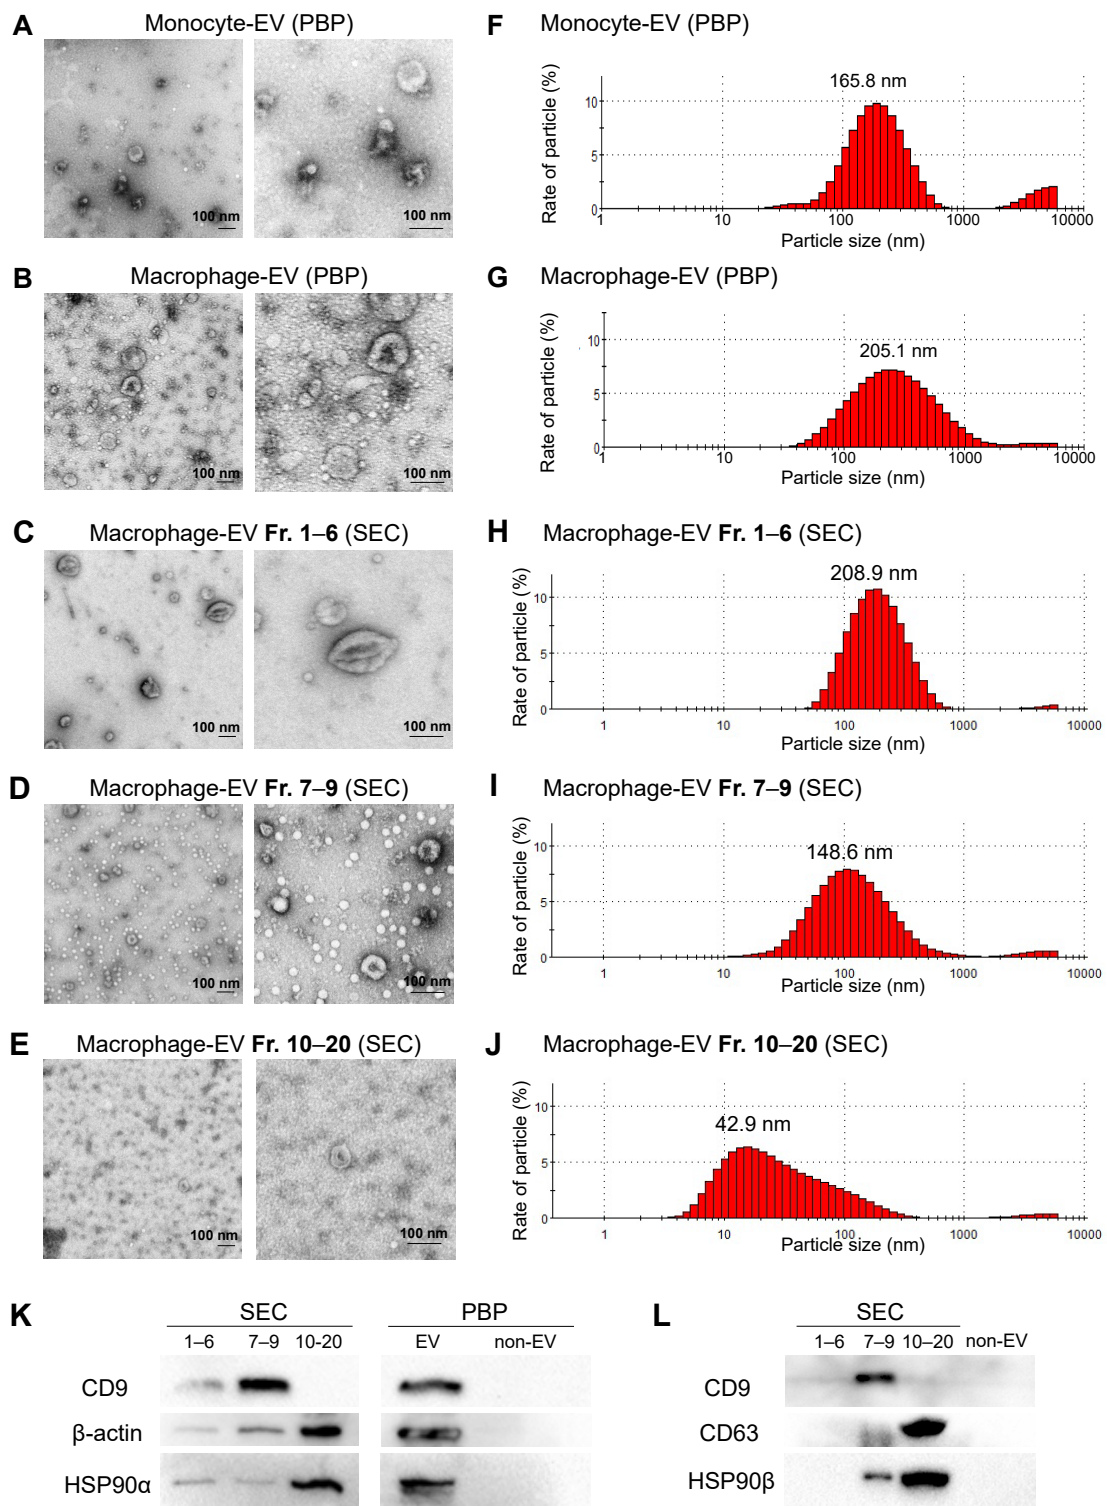 A Monocyte-EV (PBP)
100 nm 100 nm
F Monocyte-EV (PBP)
165.8 nm
Rate of particle (%)
10
5
0
1 10 100 1000 10000
Particle size (nm)
B Macrophage-EV (PBP)
100 nm 100 nm
G Macrophage-EV (PBP)
205.1 nm
Rate of particle (%)
10
5
0
1 10 100 1000 10000
Particle size (nm)
C Macrophage-EV Fr. 1–6 (SEC)
100 nm 100 nm
H Macrophage-EV Fr. 1–6 (SEC)
208.9 nm
Rate of particle (%)
10
5
0
1 10 100 1000 10000
Particle size (nm)
D Macrophage-EV Fr. 7–9 (SEC)
100 nm 100 nm
I Macrophage-EV Fr. 7–9 (SEC)
148.6 nm
Rate of particle (%)
10
5
0
1 10 100 1000 10000
Particle size (nm)
E Macrophage-EV Fr. 10–20 (SEC)
100 nm 100 nm
J Macrophage-EV Fr. 10–20 (SEC)
42.9 nm
Rate of particle (%)
10
5
0
1 10 100 1000 10000
Particle size (nm)
K SEC PBP
1–6 7–9 10-20 EV non-EV
CD9
β-actin
HSP90α
L SEC
1–6 7–9 10–20 non-EV
CD9
CD63
HSP90β